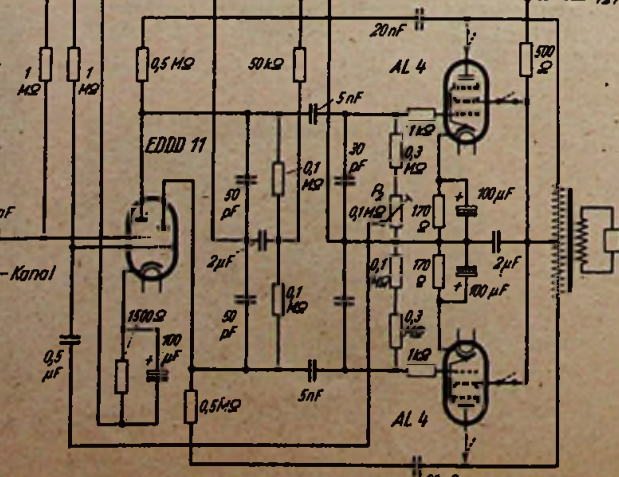 20nF
1
MΩ
1
MΩ
0,5 MΩ
50kΩ
AL 4
500
Ω
5nF
EDDD 11
1kΩ
30
pF
0,3
MΩ
0,1
MΩ
50
pF
P₂
0,1MΩ
170
Ω
+
100µF
nF
-Kanal
2µF
2µF
0,1
MΩ
170
Ω
+
100µF
1500Ω
50
pF
0,1
MΩ
0,3
MΩ
0,5
µF
+
100
µF
1kΩ
5nF
0,5MΩ
AL 4